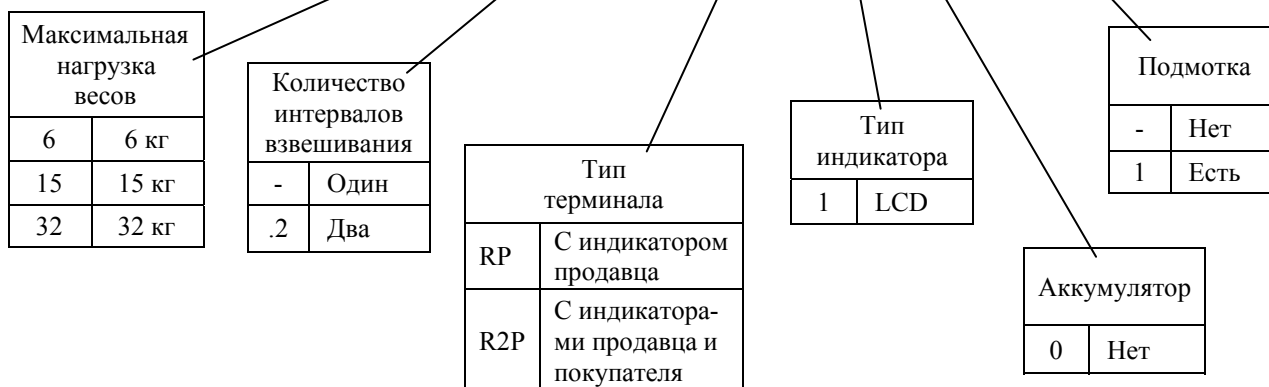 Максимальная
нагрузка
весов
6 6 кг
15 15 кг
32 32 кг
Количество
интервалов
взвешивания
- Один
.2 Два
Тип
терминала
RP С индикатором
продавца
R2P С индикатора-
ми продавца и
покупателя
Тип
индикатора
1 LCD
Аккумулятор
0 Нет
Подмотка
- Нет
1 Есть